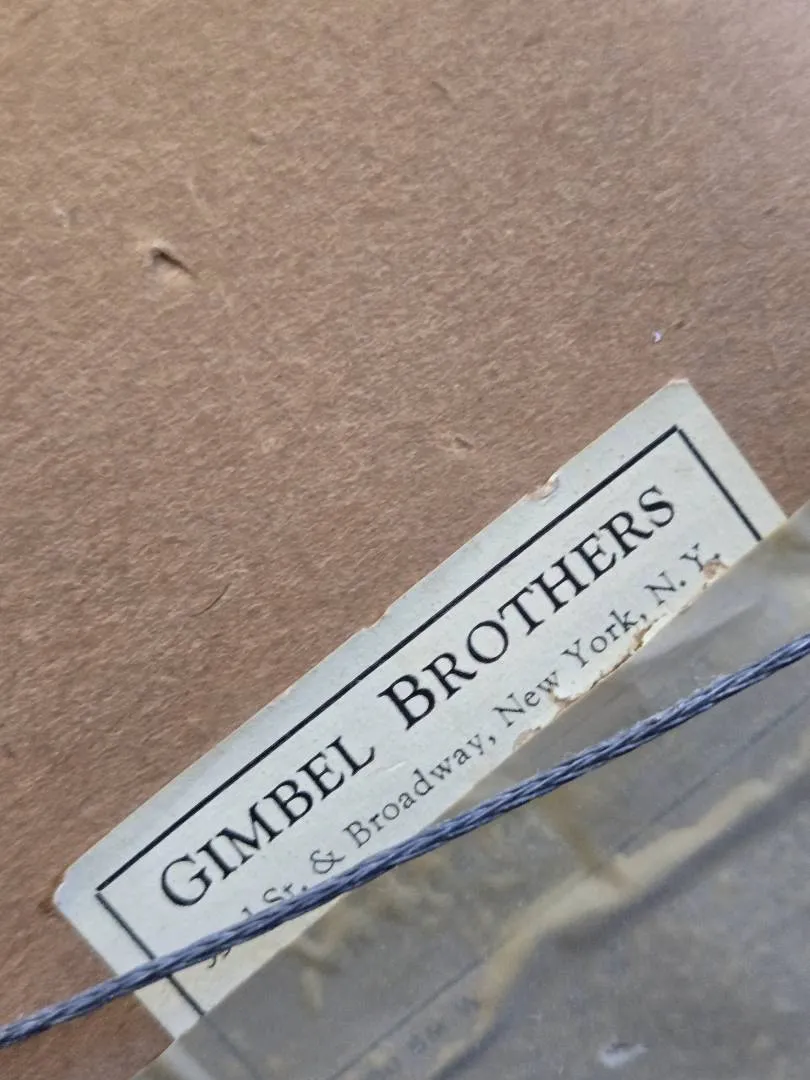 GIMBEL BROTHERS
St. & Broadway, New York, N. Y.